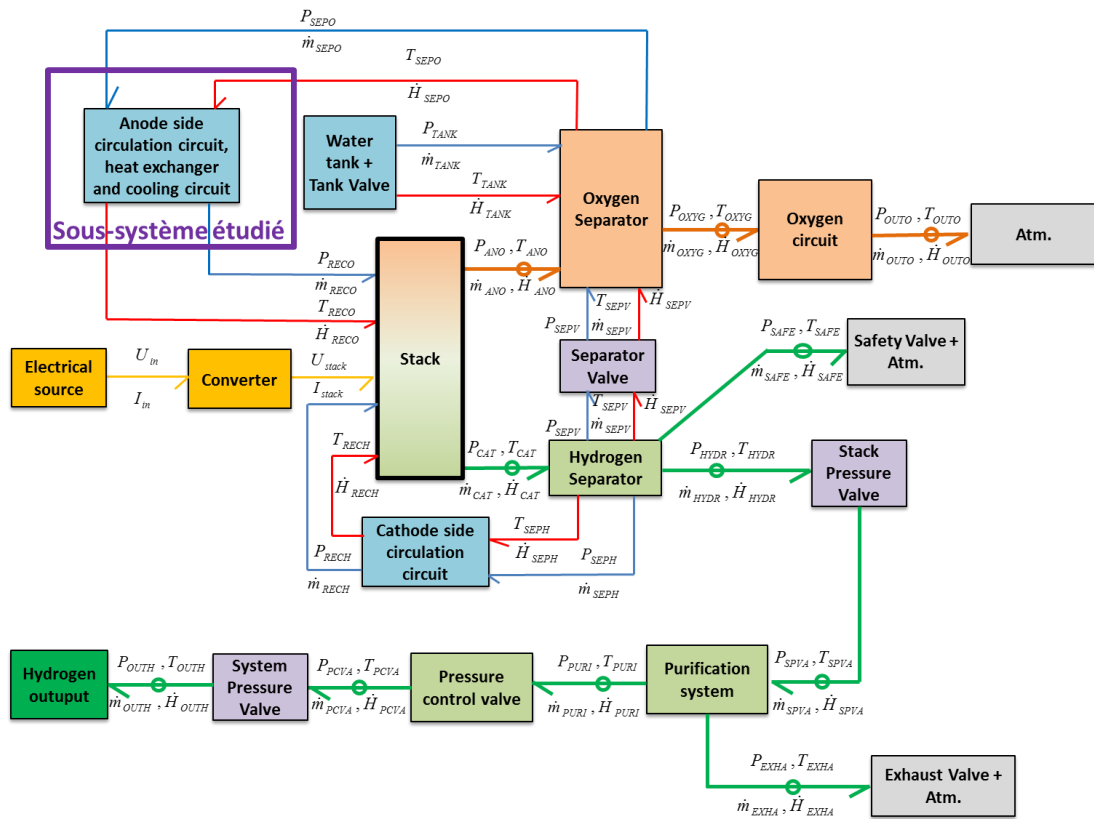 P_SEPO
ṁ_SEPO
T_SEPO
Ḣ_SEPO
Anode side
circulation circuit,
heat exchanger
and cooling circuit
Sous-système étudié
Water
tank +
Tank Valve
P_TANK
ṁ_TANK
T_TANK
Ḣ_TANK
Oxygen
Separator
P_OXYG , T_OXYG
ṁ_OXYG , Ḣ_OXYG
Oxygen
circuit
P_OUTO , T_OUTO
ṁ_OUTO , Ḣ_OUTO
Atm.
P_RECO
ṁ_RECO
T_RECO
Ḣ_RECO
P_ANO , T_ANO
ṁ_ANO , Ḣ_ANO
Stack
T_SEPV
Ḣ_SEPV
P_SEPV
ṁ_SEPV
Separator
Valve
T_SEPV
Ḣ_SEPV
P_SEPV
ṁ_SEPV
P_SAFE , T_SAFE
ṁ_SAFE , Ḣ_SAFE
Safety Valve +
Atm.
Electrical
source
U_in
I_in
Converter
U_stack
I_stack
T_RECH
Ḣ_RECH
P_CAT , T_CAT
ṁ_CAT , Ḣ_CAT
Hydrogen
Separator
P_HYDR , T_HYDR
ṁ_HYDR , Ḣ_HYDR
Stack
Pressure
Valve
P_RECH
ṁ_RECH
Cathode side
circulation
circuit
T_SEPH
Ḣ_SEPH
P_SEPH
ṁ_SEPH
Hydrogen
outuput
P_OUTH , T_OUTH
ṁ_OUTH , Ḣ_OUTH
System
Pressure
Valve
P_PCVA , T_PCVA
ṁ_PCVA , Ḣ_PCVA
Pressure
control valve
P_PURI , T_PURI
ṁ_PURI , Ḣ_PURI
Purification
system
P_SPVA , T_SPVA
ṁ_SPVA , Ḣ_SPVA
P_EXHA , T_EXHA
ṁ_EXHA , Ḣ_EXHA
Exhaust Valve +
Atm.